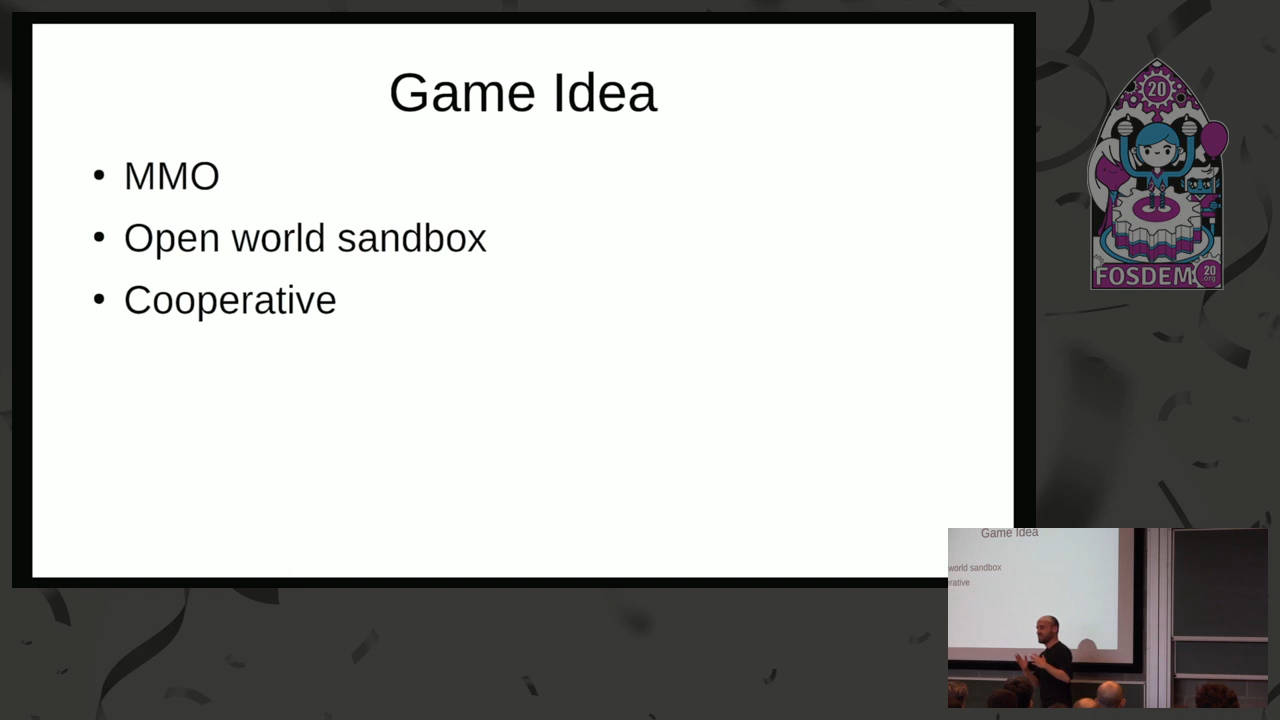 Game Idea
• MMO
• Open world sandbox
• Cooperative
20
FOSDEM
20
.org
Game Idea
world sandbox
rative